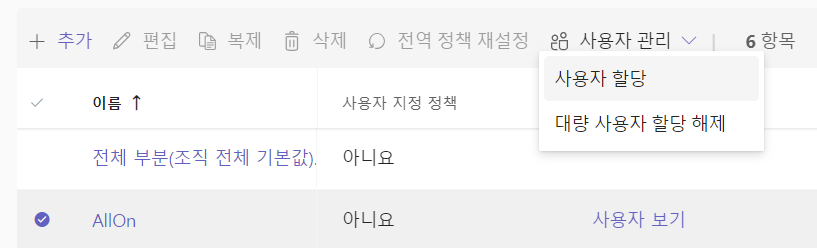 추가 편집 복제 삭제 전역 정책 재설정 사용자 관리 | 6 항목
사용자 할당
대량 사용자 할당 해제
이름 ↑ 사용자 지정 정책
전체 부분(조직 전체 기본값). 아니요
AllOn 아니요 사용자 보기